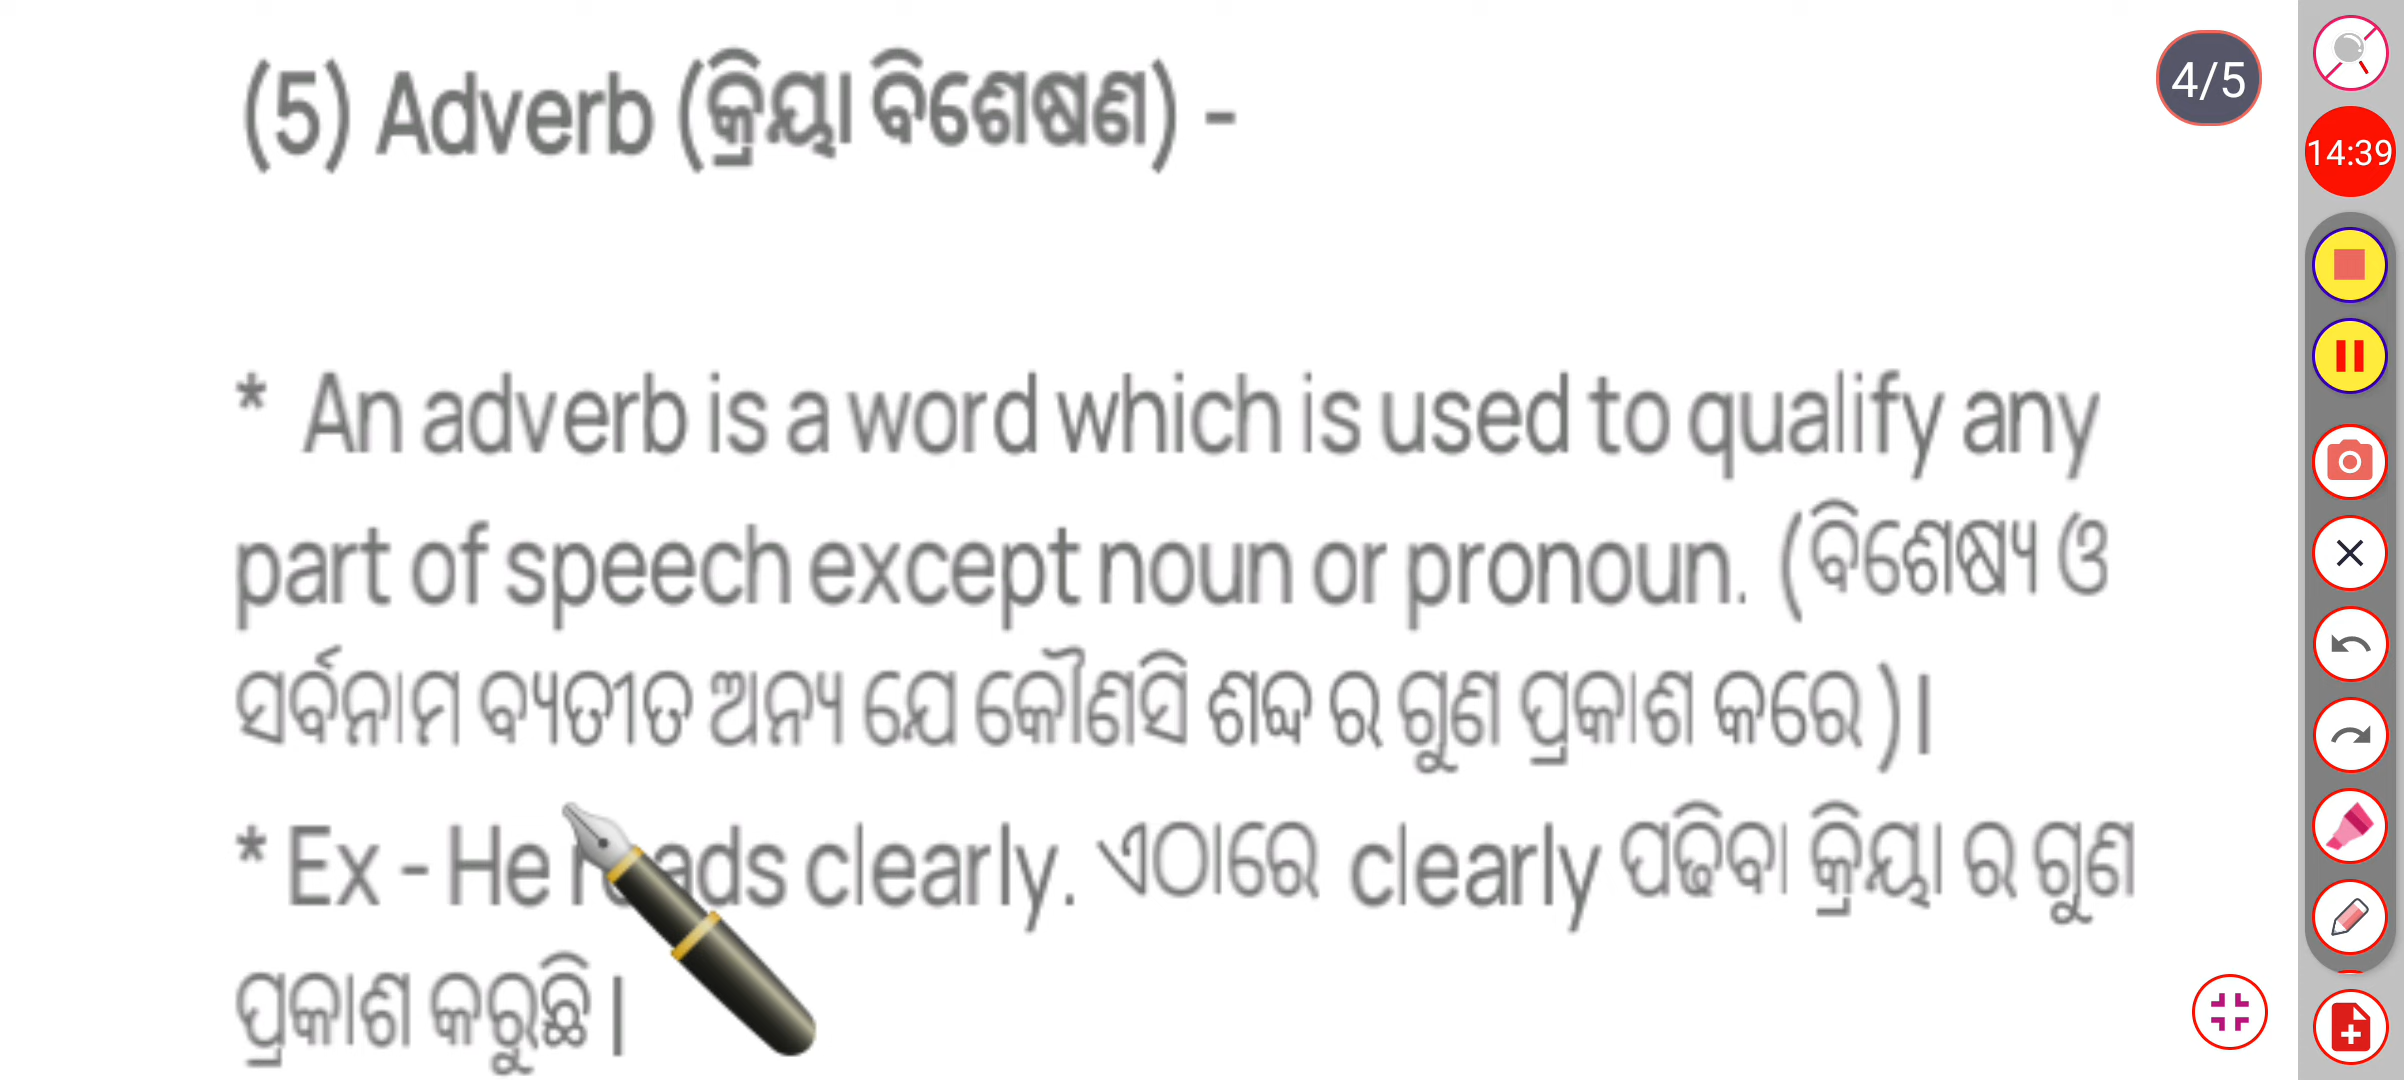 (5) Adverb (କ୍ରିୟା ବିଶେଷଣ) -
4/5
14:39
* An adverb is a word which is used to qualify any
part of speech except noun or pronoun. (ବିଶେଷ୍ୟ ଓ
ସର୍ବନାମ ବ୍ୟତୀତ ଅନ୍ୟ ଯେ କୌଣସି ଶବ୍ଦ ର ଗୁଣ ପ୍ରକାଶ କରେ )।
* Ex - He reads clearly. ଏଠାରେ clearly ପଢିବା କ୍ରିୟା ର ଗୁଣ
ପ୍ରକାଶ କରୁଛି।